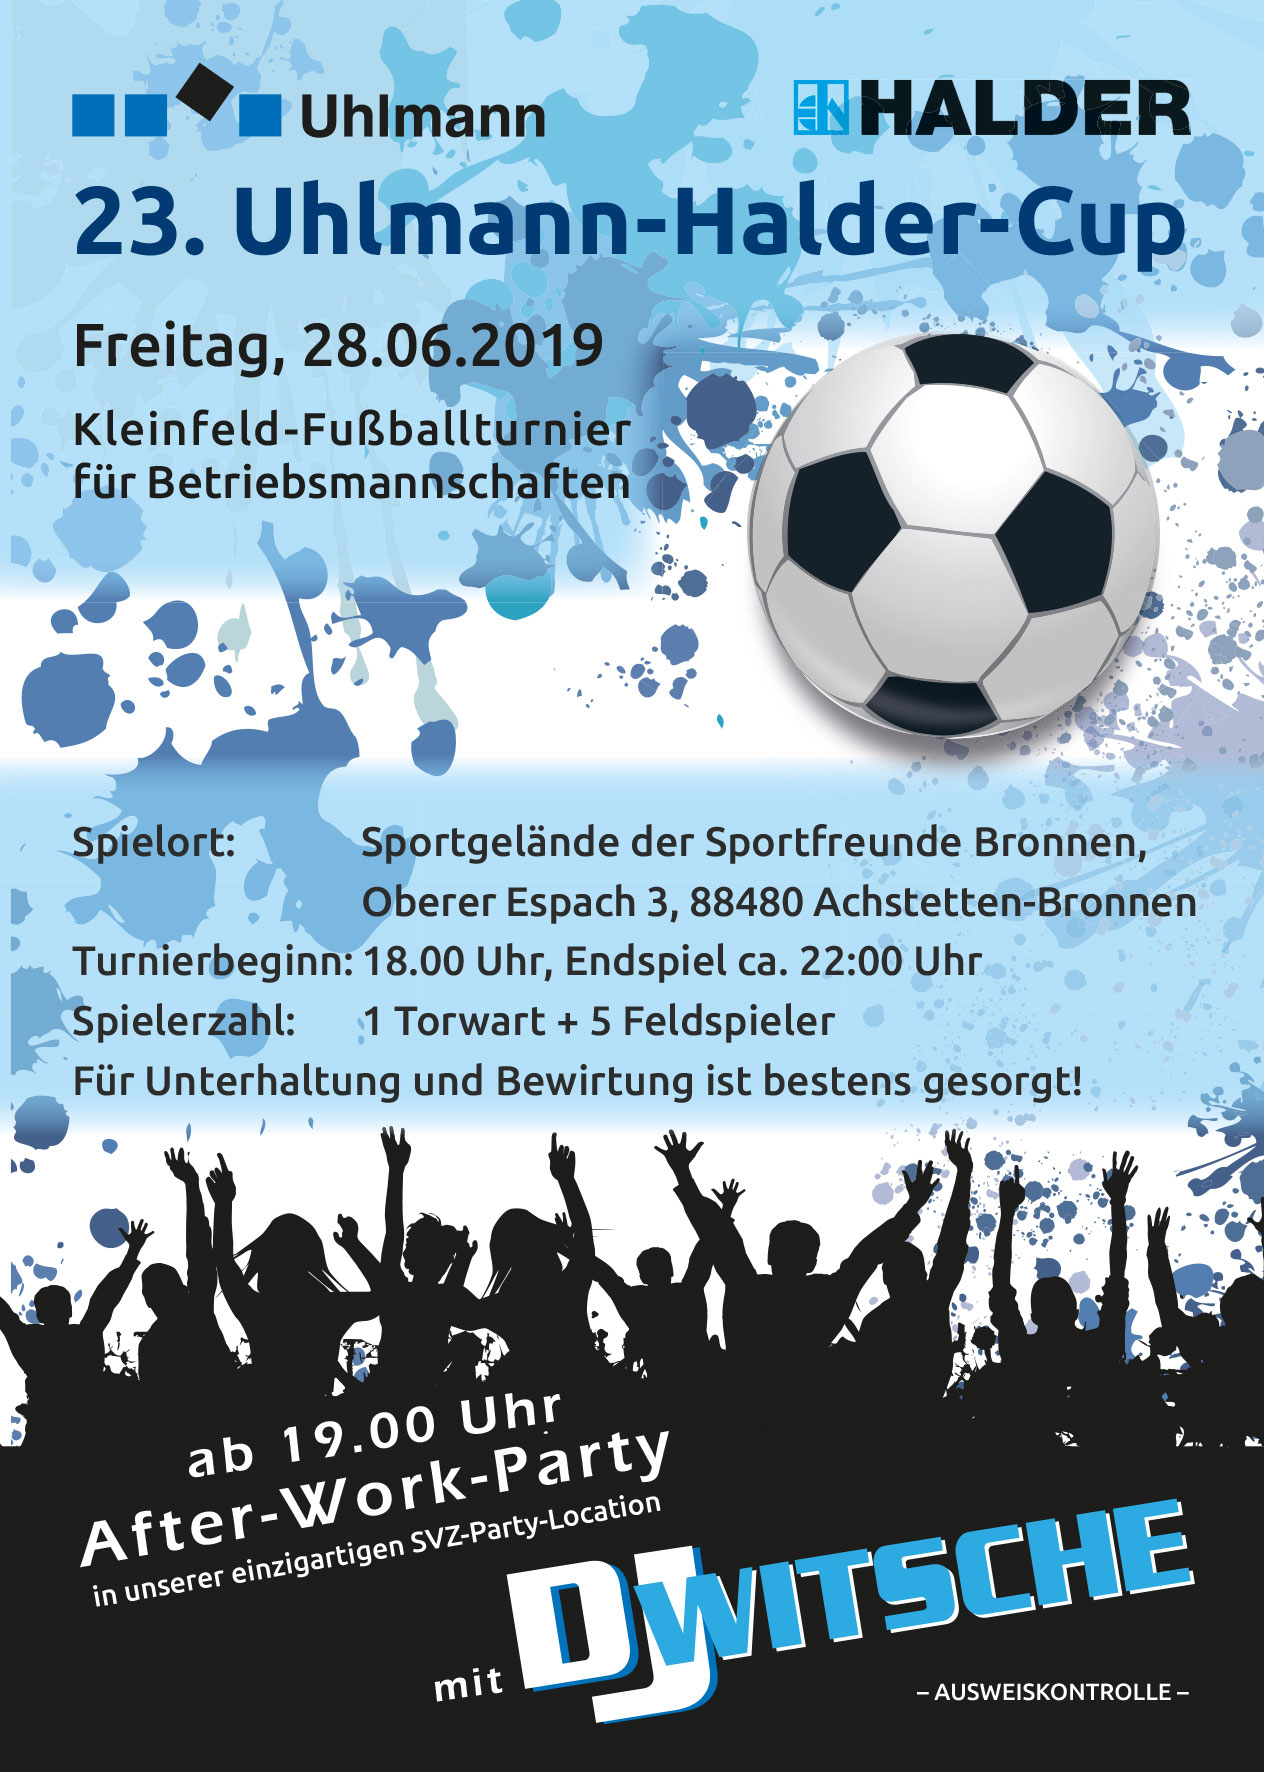 Uhlmann
HALDER
23. Uhlmann-Halder-Cup
Freitag, 28.06.2019
Kleinfeld-Fußballturnier
für Betriebsmannschaften
Spielort: Sportgelände der Sportfreunde Bronnen,
Oberer Espach 3, 88480 Achstetten-Bronnen
Turnierbeginn: 18.00 Uhr, Endspiel ca. 22:00 Uhr
Spielerzahl: 1 Torwart + 5 Feldspieler
Für Unterhaltung und Bewirtung ist bestens gesorgt!
ab 19.00 Uhr
After-Work-Party
in unserer einzigartigen SVZ-Party-Location
mit DJ WITSCHE
– AUSWEISKONTROLLE –